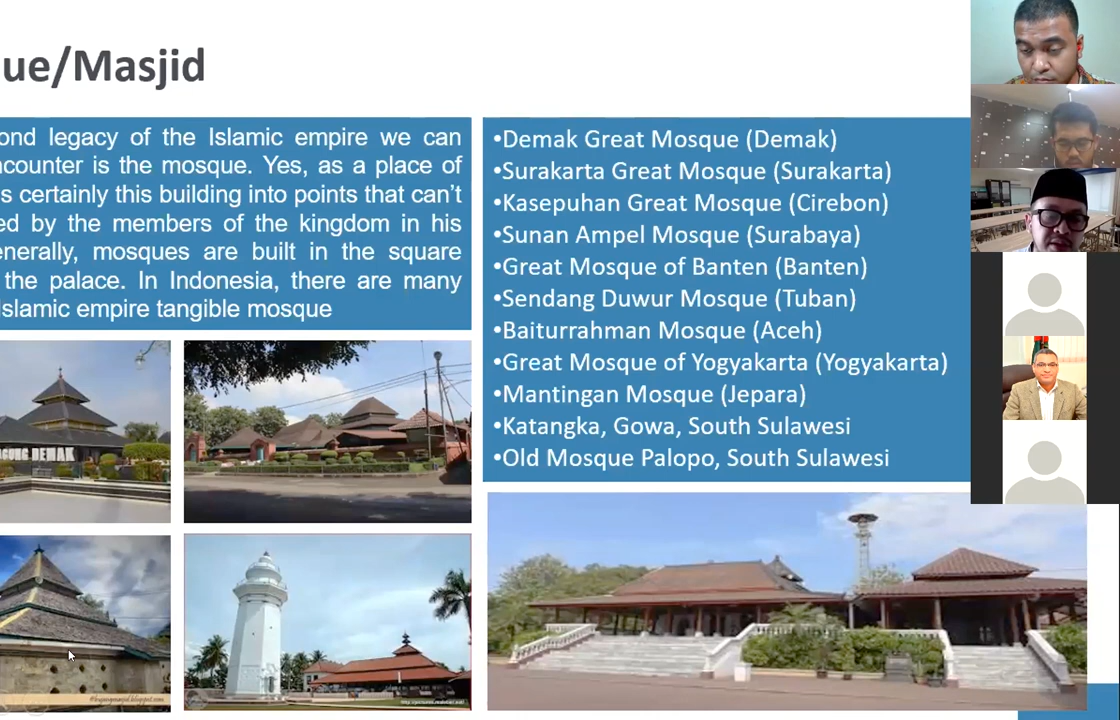 ue/Masjid
ond legacy of the Islamic empire we can
ncounter is the mosque. Yes, as a place of
s certainly this building into points that can't
ed by the members of the kingdom in his
enerally, mosques are built in the square
the palace. In Indonesia, there are many
Islamic empire tangible mosque
•Demak Great Mosque (Demak)
•Surakarta Great Mosque (Surakarta)
•Kasepuhan Great Mosque (Cirebon)
•Sunan Ampel Mosque (Surabaya)
•Great Mosque of Banten (Banten)
•Sendang Duwur Mosque (Tuban)
•Baiturrahman Mosque (Aceh)
•Great Mosque of Yogyakarta (Yogyakarta)
•Mantingan Mosque (Jepara)
•Katangka, Gowa, South Sulawesi
•Old Mosque Palopo, South Sulawesi
AGUNG DEMAK